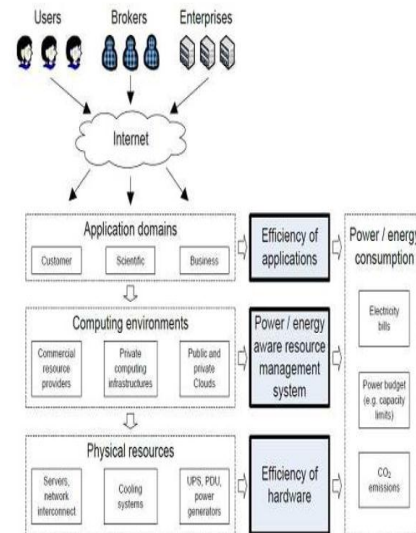 Users Brokers Enterprises
Internet
Application domains
Customer
Scientific
Business
Efficiency of
applications
Power / energy
consumption
Computing environments
Commercial
resource
providers
Private
computing
infrastructures
Public and
private
Clouds
Power / energy
aware resource
management
system
Electricity
bills
Power budget
(e.g. capacity
limits)
Physical resources
Servers,
network
interconnect
Cooling
systems
UPS, PDU,
power
generators
Efficiency of
hardware
CO2
emissions